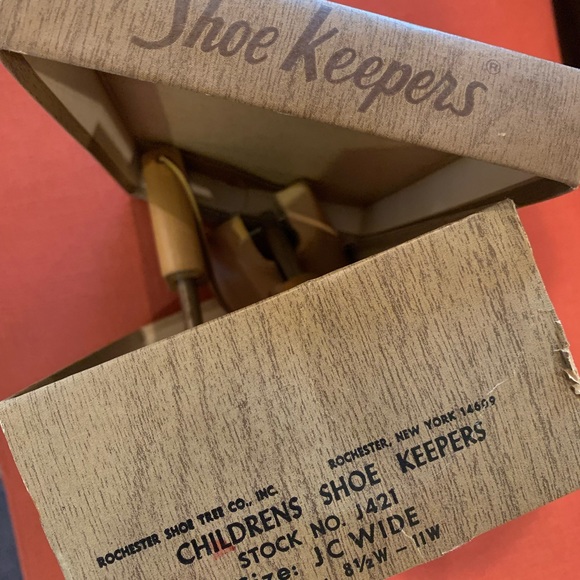 Shoe Keepers®
ROCHESTER SHOE TREE CO., INC. ROCHESTER, NEW YORK 14609
CHILDRENS SHOE KEEPERS
STOCK NO. J421
Size: JC WIDE
8½W – 11W